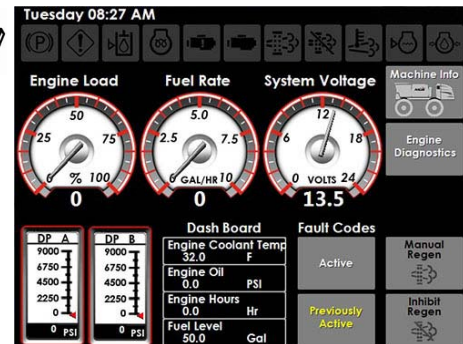 Tuesday 08:27 AM
(P)
Engine Load
Fuel Rate
System Voltage
Machine Info
50
25
75
0
%
100
0
5.0
2.5
7.5
0
GAL/HR
10
0
12
6
18
0
VOLTS
24
13.5
Engine
Diagnostics
DP A
9000
6750
4500
2250
0
0 PSI
DP B
9000
6750
4500
2250
0
0 PSI
Dash Board
Engine Coolant Temp
32.0 F
Engine Oil
0.0 PSI
Engine Hours
0.0 Hr
Fuel Level
50.0 Gal
Fault Codes
Active
Previously
Active
Manual
Regen
Inhibit
Regen